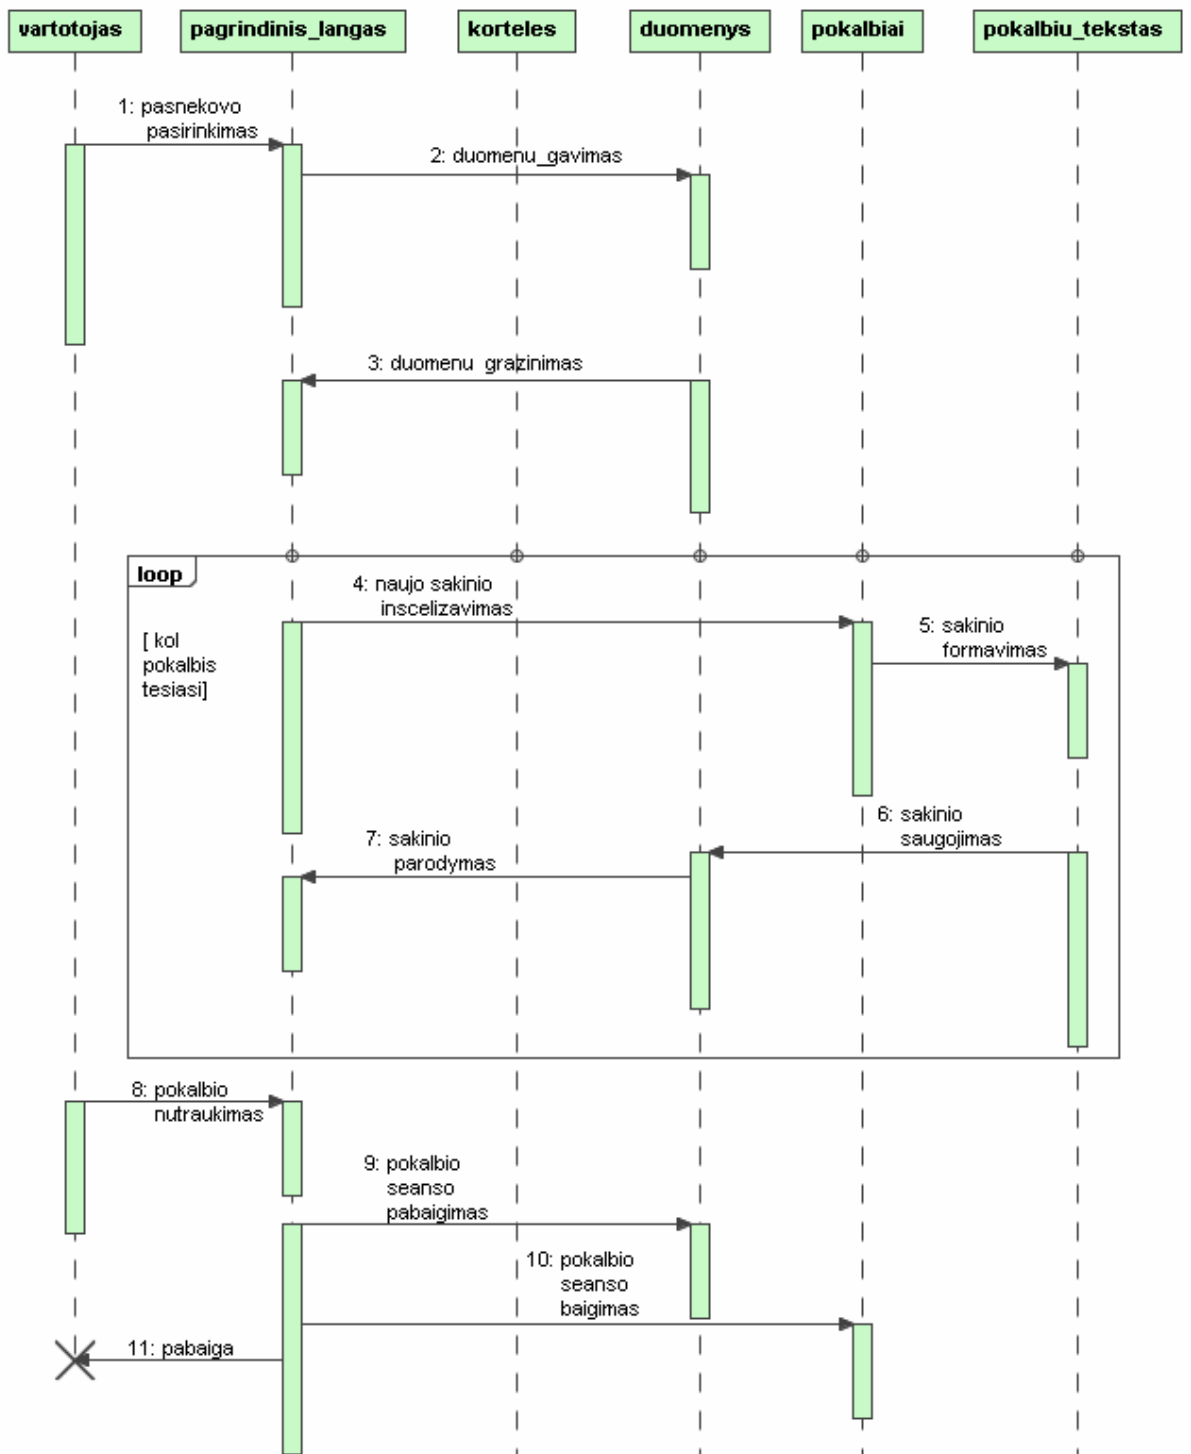 vartotojas
pagrindinis_langas
korteles
duomenys
pokalbiai
pokalbiu_tekstas
1: pasnekovo
pasirinkimas
2: duomenu_gavimas
3: duomenu_grazinimas
loop
[ kol
pokalbis
tesiasi]
4: naujo sakinio
inscelizavimas
5: sakinio
formavimas
6: sakinio
saugojimas
7: sakinio
parodymas
8: pokalbio
nutraukimas
9: pokalbio
seanso
pabaigimas
10: pokalbio
seanso
baigimas
11: pabaiga